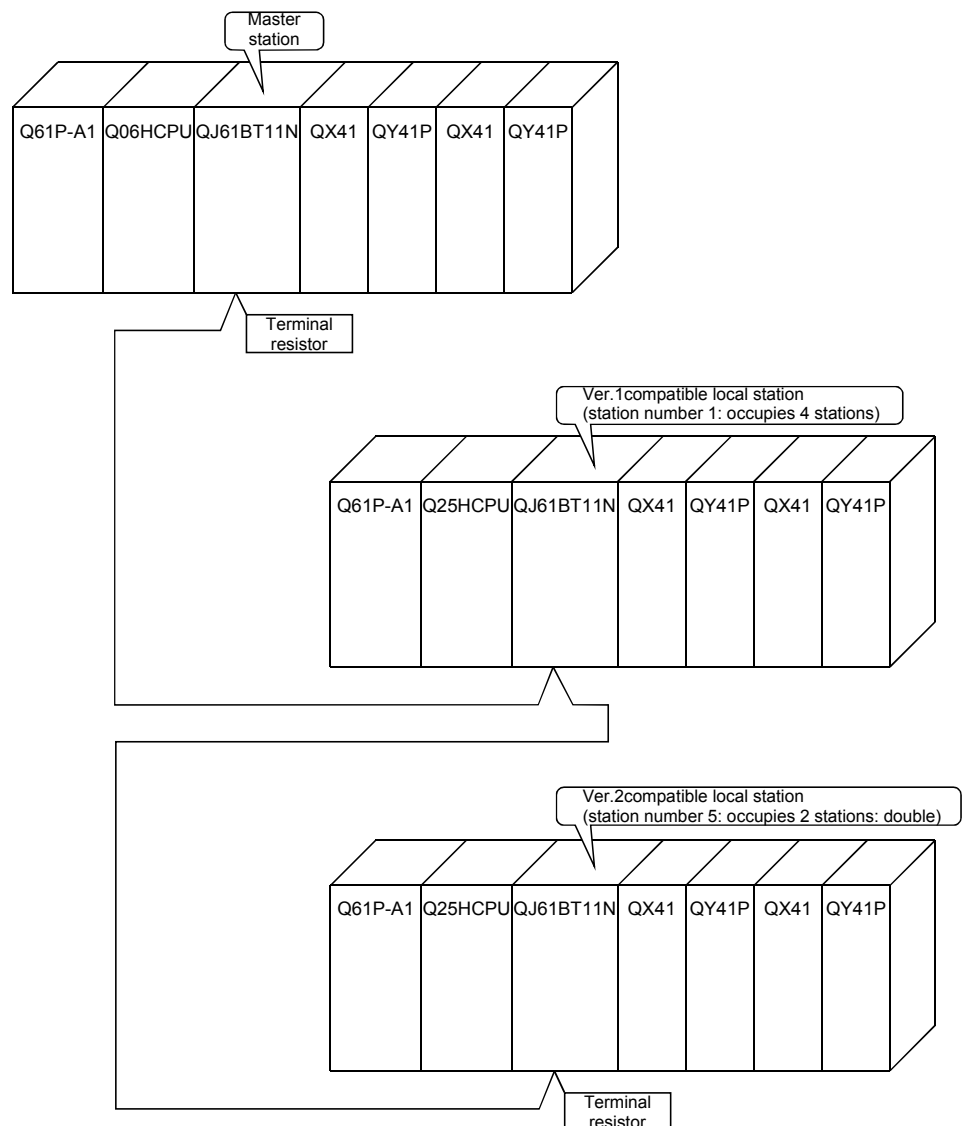 Master
station
Q61P-A1 Q06HCPU QJ61BT11N QX41 QY41P QX41 QY41P
Terminal
resistor
Ver.1compatible local station
(station number 1: occupies 4 stations)
Q61P-A1 Q25HCPU QJ61BT11N QX41 QY41P QX41 QY41P
Ver.2compatible local station
(station number 5: occupies 2 stations: double)
Q61P-A1 Q25HCPU QJ61BT11N QX41 QY41P QX41 QY41P
Terminal
resistor